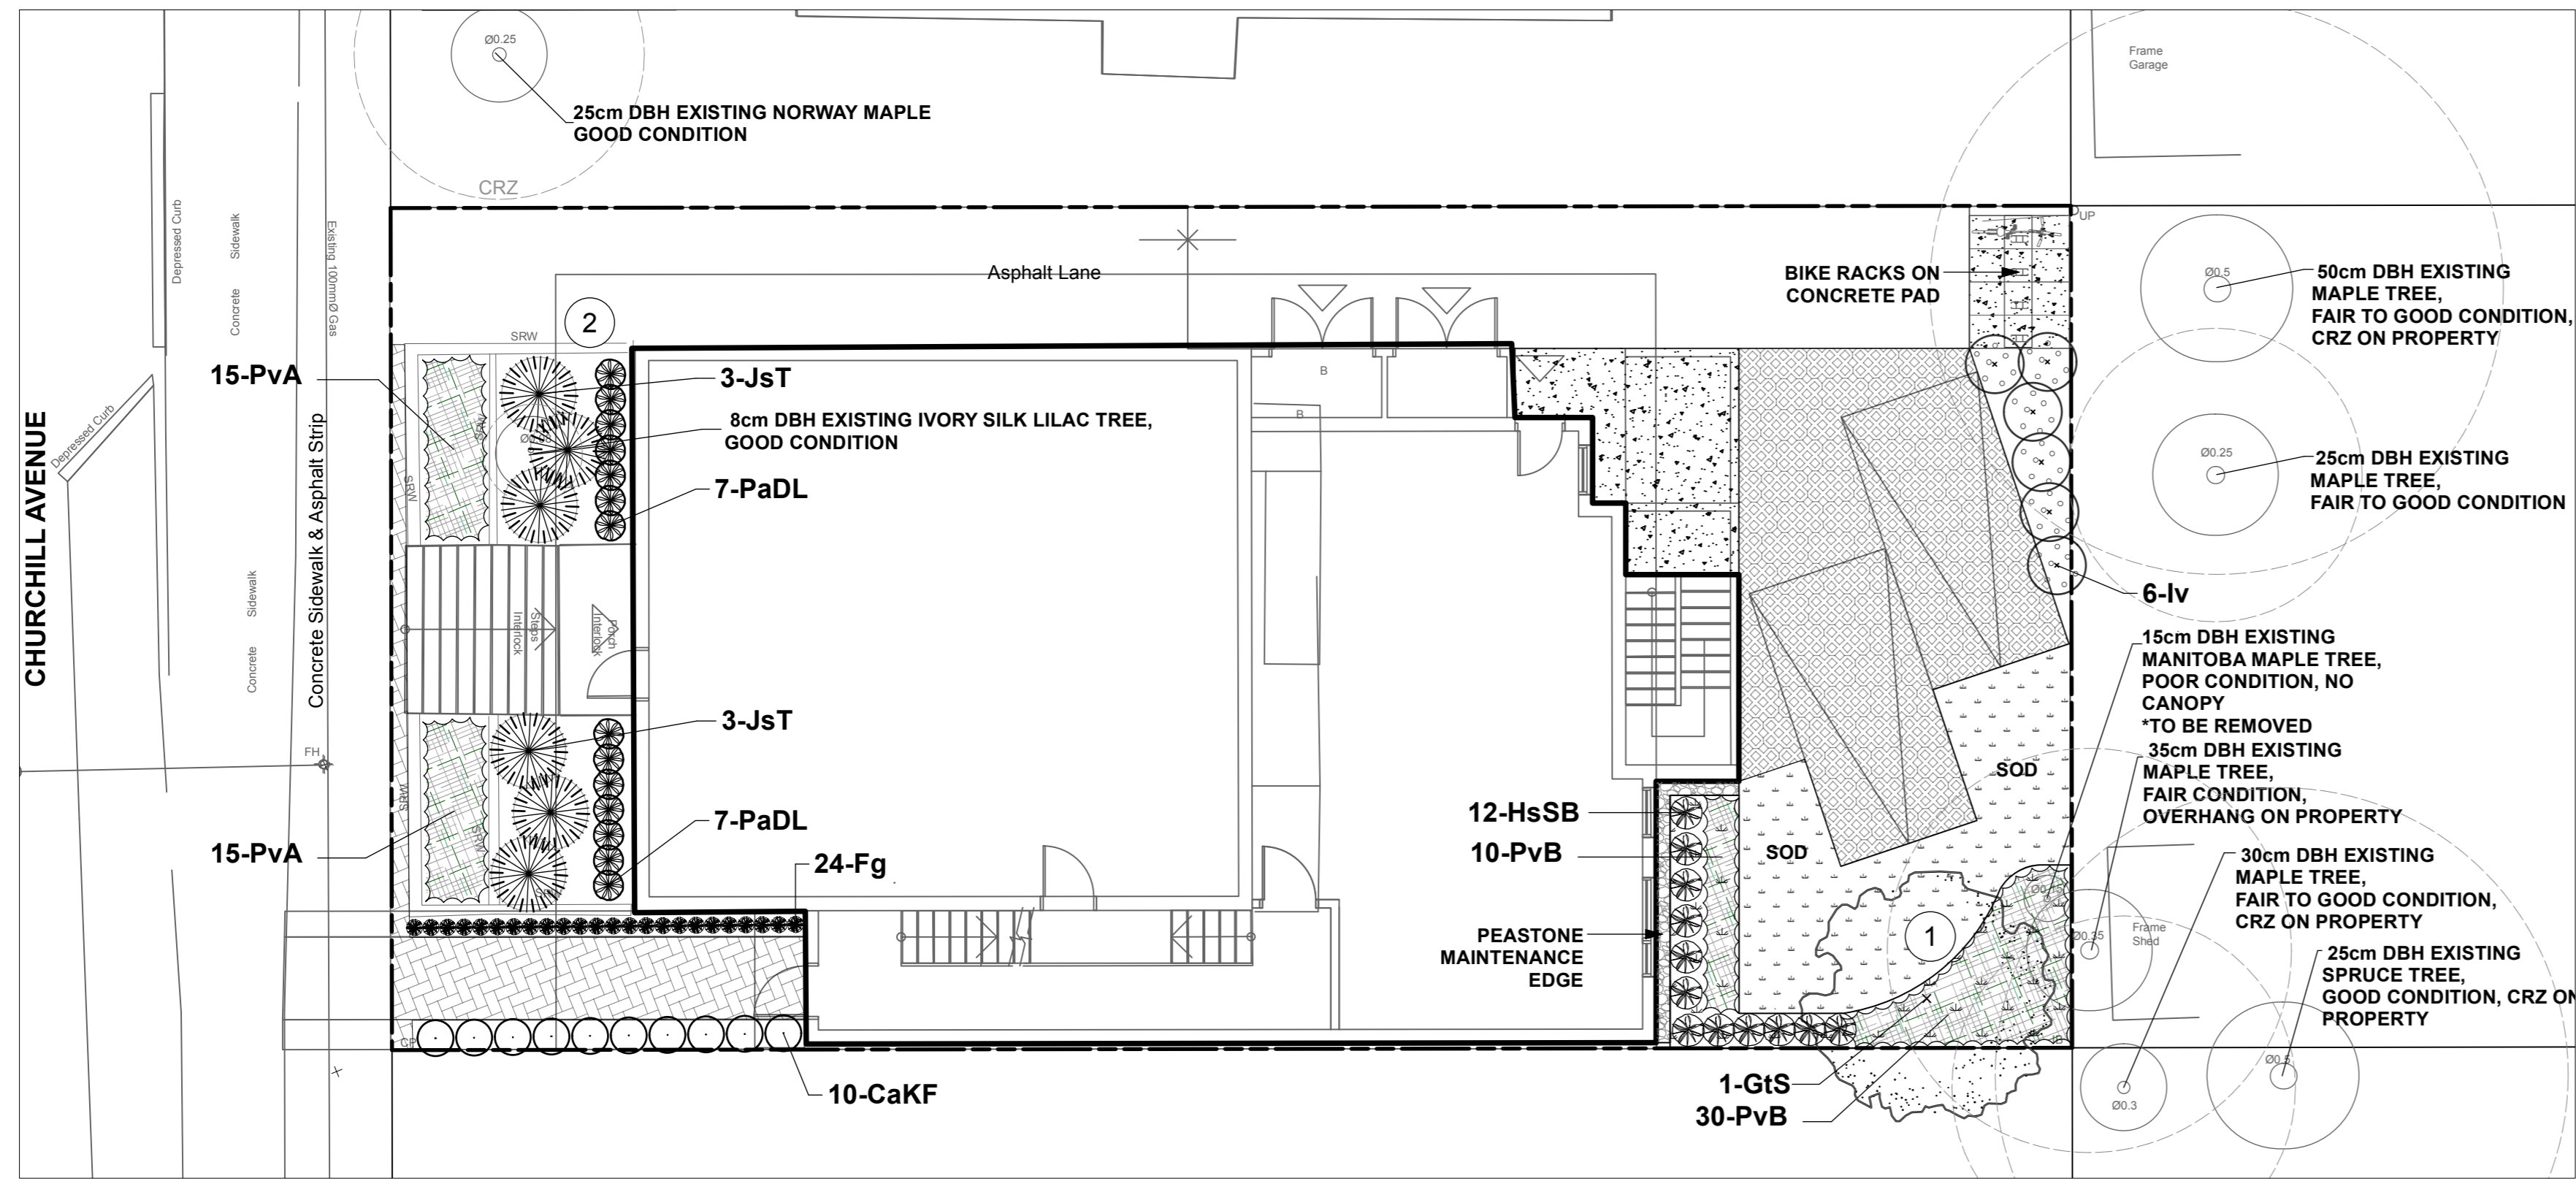 Ø0.25
25cm DBH EXISTING NORWAY MAPLE
GOOD CONDITION
CRZ
Frame
Garage
Depressed Curb
Concrete Sidewalk
Existing 100mmØ Gas
UP
Asphalt Lane
BIKE RACKS ON
CONCRETE PAD
Ø0.5
50cm DBH EXISTING
MAPLE TREE,
FAIR TO GOOD CONDITION,
CRZ ON PROPERTY
2
SRW
15-PvA
3-JsT
B
8cm DBH EXISTING IVORY SILK LILAC TREE,
GOOD CONDITION
B
SRW
SRW
7-PaDL
Depressed Curb
CHURCHILL AVENUE
Concrete Sidewalk & Asphalt Strip
Ø0.25
25cm DBH EXISTING
MAPLE TREE,
FAIR TO GOOD CONDITION
6-Iv
Concrete Sidewalk
Interlock
Steps
Interlock
Porch
15cm DBH EXISTING
MANITOBA MAPLE TREE,
POOR CONDITION, NO
CANOPY
*TO BE REMOVED
3-JsT
FH
SOD
35cm DBH EXISTING
MAPLE TREE,
FAIR CONDITION,
OVERHANG ON PROPERTY
SRW
SRW
7-PaDL
12-HsSB
10-PvB
SOD
15-PvA
24-Fg
30cm DBH EXISTING
MAPLE TREE,
FAIR TO GOOD CONDITION,
CRZ ON PROPERTY
Ø0.15
PEASTONE
MAINTENANCE
EDGE
1
Ø0.35
Frame
Shed
25cm DBH EXISTING
SPRUCE TREE,
GOOD CONDITION, CRZ ON
PROPERTY
CP
10-CaKF
1-GtS
30-PvB
Ø0.3
Ø0.5